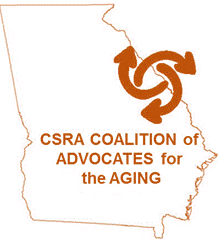 CSRA COALITION of
ADVOCATES for
the AGING